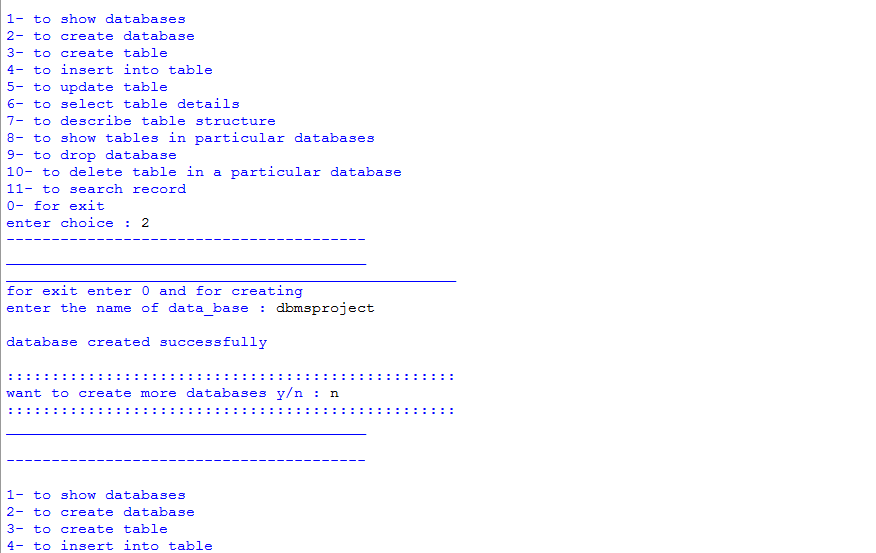 1- to show databases
2- to create database
3- to create table
4- to insert into table
5- to update table
6- to select table details
7- to describe table structure
8- to show tables in particular databases
9- to drop database
10- to delete table in a particular database
11- to search record
0- for exit
enter choice : 2
----------------------------------------
________________________________________
__________________________________________________
for exit enter 0 and for creating
enter the name of data_base : dbmsproject
database created successfully
::::::::::::::::::::::::::::::::::::::::::::::::::
want to create more databases y/n : n
::::::::::::::::::::::::::::::::::::::::::::::::::
________________________________________
----------------------------------------
1- to show databases
2- to create database
3- to create table
4- to insert into table